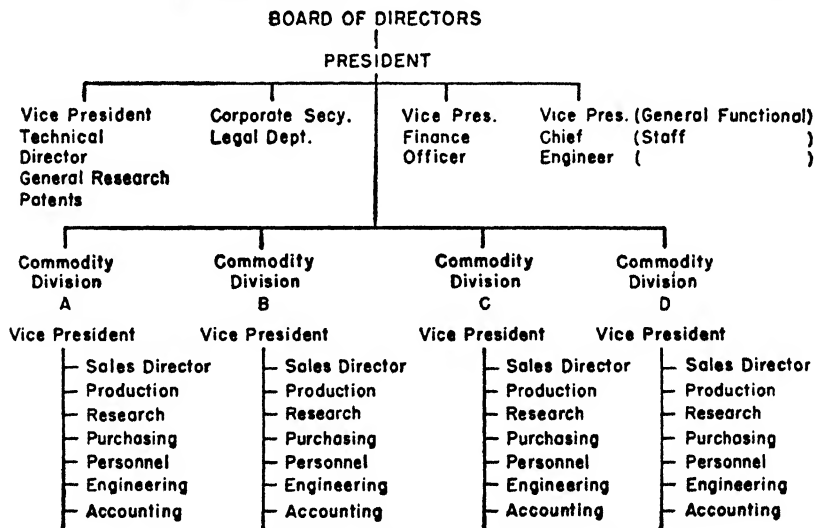 BOARD OF DIRECTORS
PRESIDENT
Vice President
Technical
Director
General Research
Patents
Corporate Secy.
Legal Dept.
Vice Pres.
Finance
Officer
Vice Pres. (General Functional)
Chief (Staff )
Engineer ( )
Commodity
Division
A
Commodity
Division
B
Commodity
Division
C
Commodity
Division
D
Vice President
Sales Director
Production
Research
Purchasing
Personnel
Engineering
Accounting
Vice President
Sales Director
Production
Research
Purchasing
Personnel
Engineering
Accounting
Vice President
Sales Director
Production
Research
Purchasing
Personnel
Engineering
Accounting
Vice President
Sales Director
Production
Research
Purchasing
Personnel
Engineering
Accounting